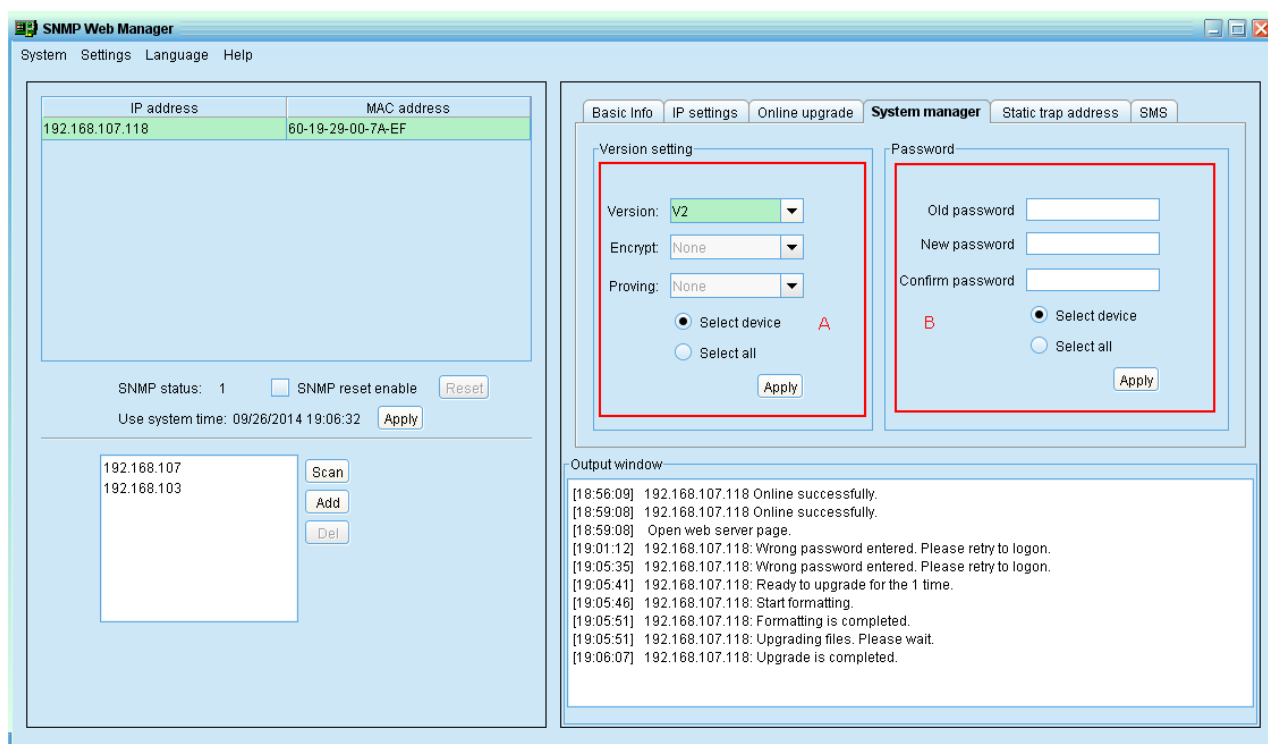 SNMP Web Manager
System Settings Language Help
IP address MAC address
192.168.107.118 60-19-29-00-7A-EF
SNMP status: 1 SNMP reset enable Reset
Use system time: 09/26/2014 19:06:32 Apply
192.168.107
192.168.103
Scan
Add
Del
Basic Info IP settings Online upgrade System manager Static trap address SMS
Version setting
Version: V2
Encrypt: None
Proving: None
Select device A
Select all
Apply
Password
Old password
New password
Confirm password
B Select device
Select all
Apply
Output window
[18:56:09] 192.168.107.118 Online successfully.
[18:59:08] 192.168.107.118 Online successfully.
[18:59:08] Open web server page.
[19:01:12] 192.168.107.118: Wrong password entered. Please retry to logon.
[19:05:35] 192.168.107.118: Wrong password entered. Please retry to logon.
[19:05:41] 192.168.107.118: Ready to upgrade for the 1 time.
[19:05:46] 192.168.107.118: Start formatting.
[19:05:51] 192.168.107.118: Formatting is completed.
[19:05:51] 192.168.107.118: Upgrading files. Please wait.
[19:06:07] 192.168.107.118: Upgrade is completed.